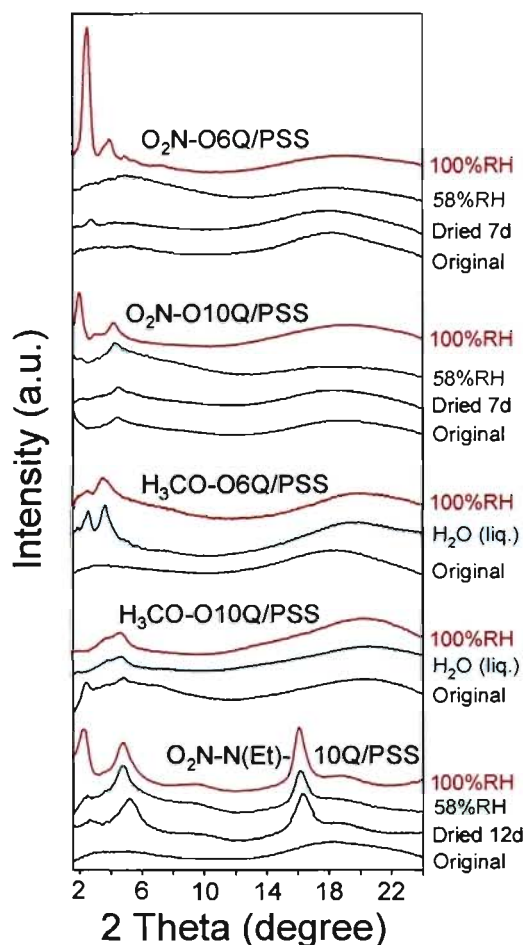 O₂N-O6Q/PSS
100%RH
58%RH
Dried 7d
Original
O₂N-O10Q/PSS
100%RH
58%RH
Dried 7d
Original
H₃CO-O6Q/PSS
100%RH
H₂O (liq.)
Original
H₃CO-O10Q/PSS
100%RH
H₂O (liq.)
Original
O₂N-N(Et)- 10Q/PSS
100%RH
58%RH
Dried 12d
Original
Intensity (a.u.)
2 6 10 14 18 22
2 Theta (degree)